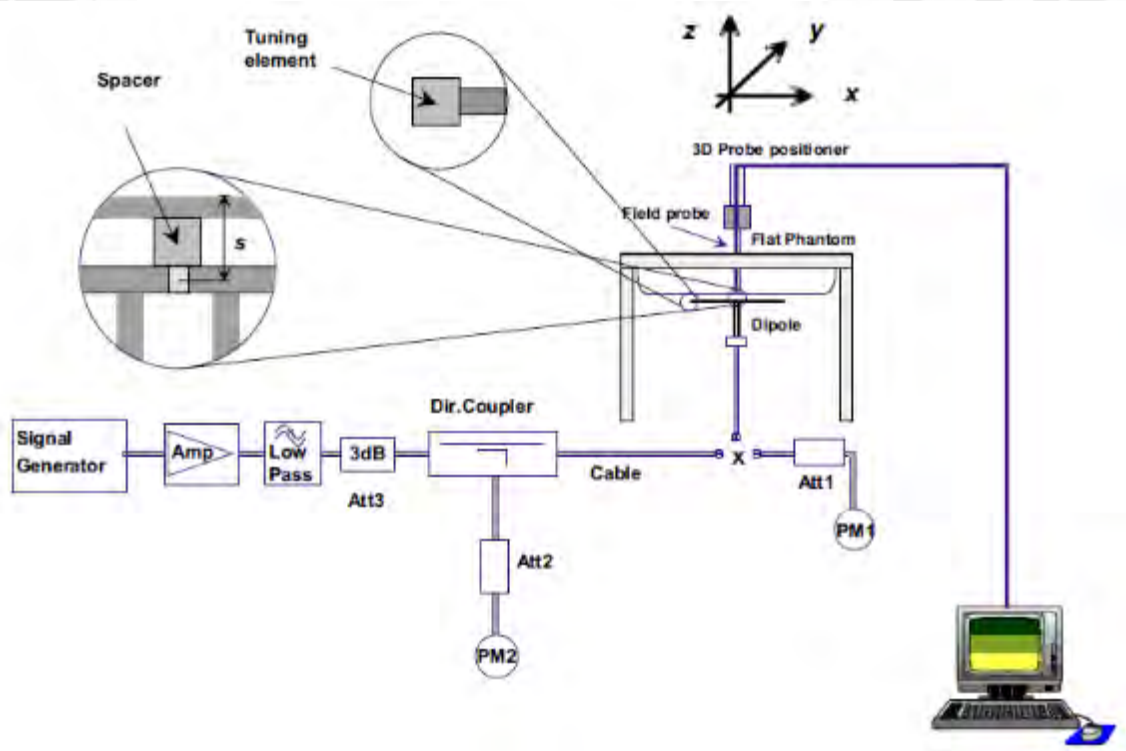 Tuning
element
Spacer
z
y
x
s
3D Probe positioner
Field probe
Flat Phantom
Dipole
Dir.Coupler
Signal
Generator
Amp
Low
Pass
3dB
Att3
Cable
X
Att1
PM1
Att2
PM2